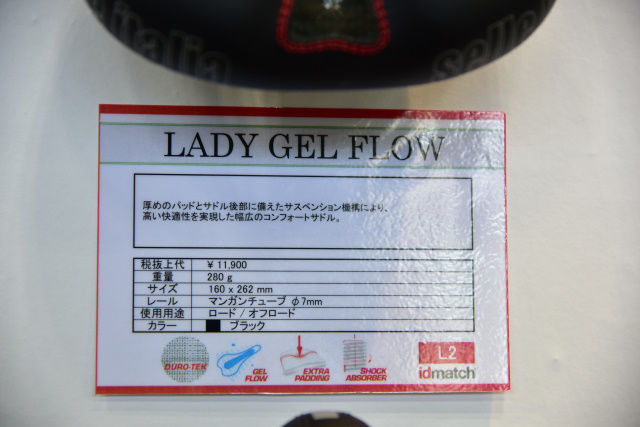 italia
selle
LADY GEL FLOW
厚めのパッドとサドル後部に備えたサスペンション機構により、
高い快適性を実現した幅広のコンフォートサドル。
税抜上代 ¥ 11,900
重量 280 g
サイズ 160 x 262 mm
レール マンガンチューブ φ7mm
使用用途 ロード / オフロード
カラー ■ ブラック
DURO-TEK
GEL
FLOW
EXTRA
PADDING
SHOCK
ABSORBER
L2
idmatch